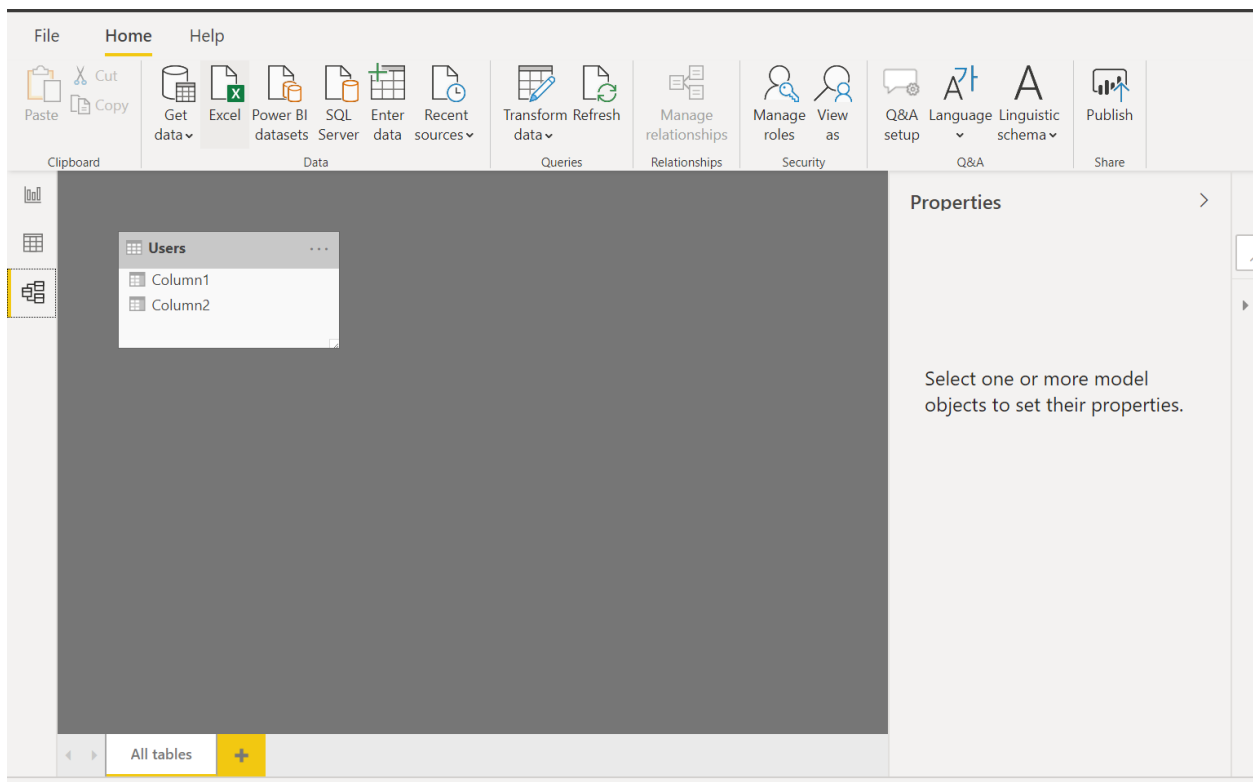 File Home Help
Paste
Cut
Copy
Clipboard
Get data
Excel
Power BI datasets
SQL Server
Enter data
Recent sources
Data
Transform data
Refresh
Queries
Manage relationships
Relationships
Manage roles
View as
Security
Q&A setup
Language
Linguistic schema
Q&A
Publish
Share
Users
Column1
Column2
Properties
Select one or more model
objects to set their properties.
All tables